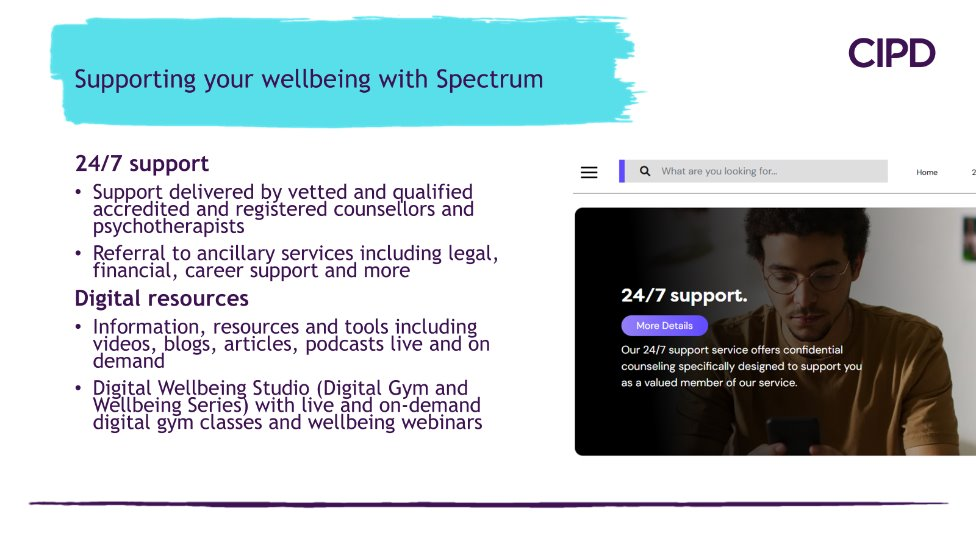 Supporting your wellbeing with Spectrum
CIPD
24/7 support
• Support delivered by vetted and qualified
accredited and registered counsellors and
psychotherapists
• Referral to ancillary services including legal,
financial, career support and more
Digital resources
• Information, resources and tools including
videos, blogs, articles, podcasts live and on
demand
• Digital Wellbeing Studio (Digital Gym and
Wellbeing Series) with live and on-demand
digital gym classes and wellbeing webinars
What are you looking for...
Home
2
24/7 support.
More Details
Our 24/7 support service offers confidential
counseling specifically designed to support you
as a valued member of our service.